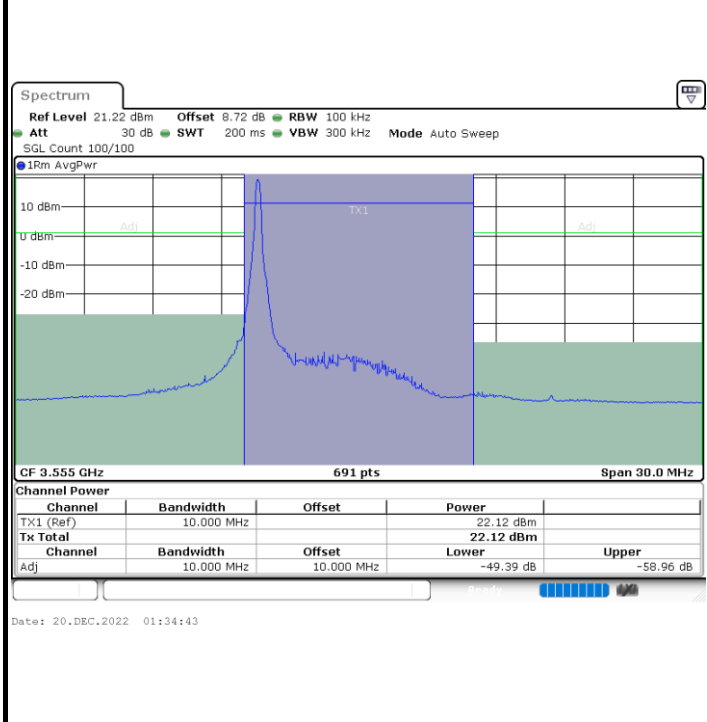 Spectrum
Ref Level 21.22 dBm Offset 8.72 dB RBW 100 kHz
Att 30 dB SWT 200 ms VBW 300 kHz Mode Auto Sweep
SGL Count 100/100
1Rm AvgPwr
10 dBm
TX1
Adj
Adj
0 dBm
-10 dBm
-20 dBm
CF 3.555 GHz 691 pts Span 30.0 MHz
Channel Power
Channel Bandwidth Offset Power
TX1 (Ref) 10.000 MHz 22.12 dBm
Tx Total 22.12 dBm
Channel Bandwidth Offset Lower Upper
Adj 10.000 MHz 10.000 MHz -49.39 dB -58.96 dB
Ready
Date: 20.DEC.2022 01:34:43